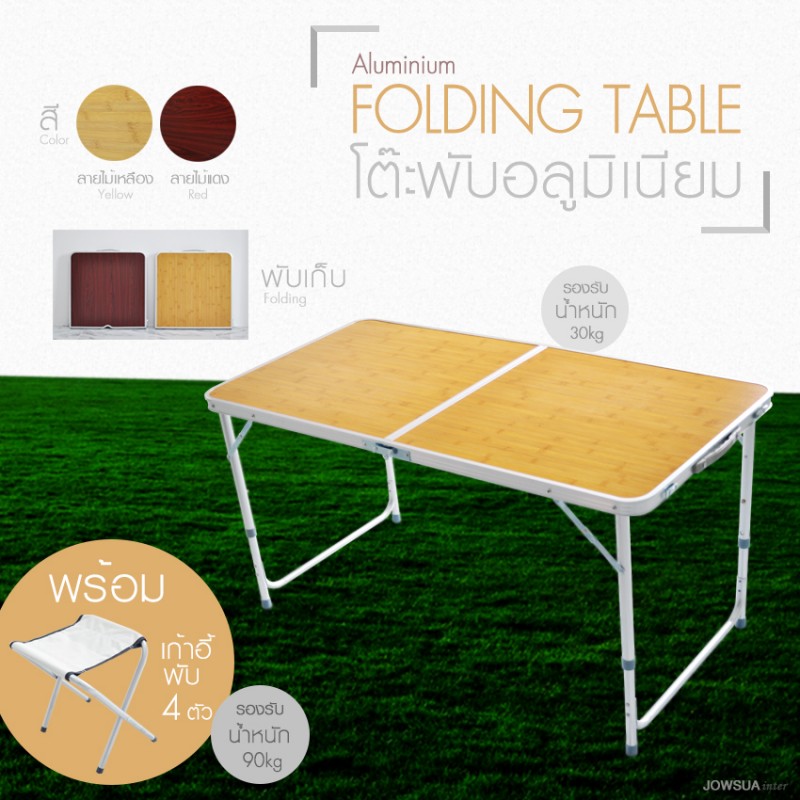 Aluminium
FOLDING TABLE
โต๊ะพับอลูมิเนียม
สี
Color
ลายไม้เหลือง
Yellow
ลายไม้แดง
Red
พับเก็บ
Folding
รองรับ
น้ำหนัก
30kg
พร้อม
เก้าอี้
พับ
4 ตัว
รองรับ
น้ำหนัก
90kg
JOWSUA inter